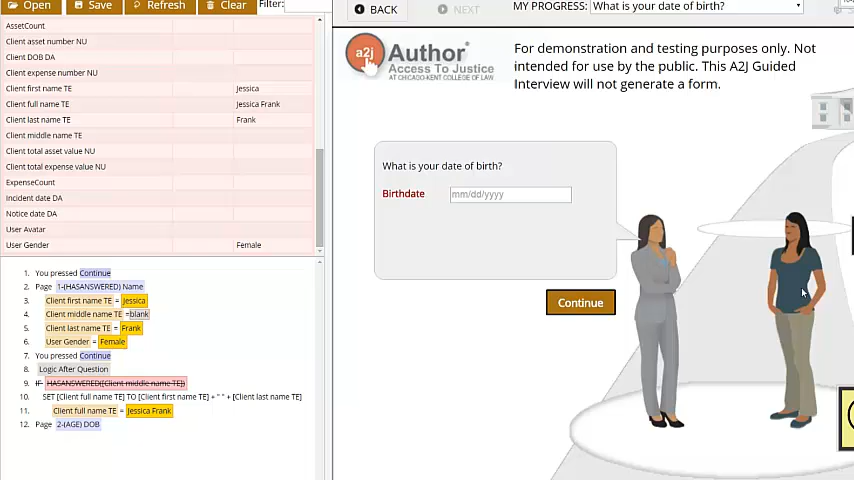 Open Save Refresh Clear Filter:
AssetCount
Client asset number NU
Client DOB DA
Client expense number NU
Client first name TE Jessica
Client full name TE Jessica Frank
Client last name TE Frank
Client middle name TE
Client total asset value NU
Client total expense value NU
ExpenseCount
Incident date DA
Notice date DA
User Avatar
User Gender Female
1. You pressed Continue
2. Page 1-(HASANSWERED) Name
3. Client first name TE = Jessica
4. Client middle name TE =blank
5. Client last name TE = Frank
6. User Gender = Female
7. You pressed Continue
8. Logic After Question
9. IF HASANSWERED([Client middle name TE])
10. SET [Client full name TE] TO [Client first name TE] + " " + [Client last name TE]
11. Client full name TE = Jessica Frank
12. Page 2-(AGE) DOB
BACK NEXT MY PROGRESS: What is your date of birth?
a2j Author®
Access To Justice
AT CHICAGO-KENT COLLEGE OF LAW
For demonstration and testing purposes only. Not
intended for use by the public. This A2J Guided
Interview will not generate a form.
What is your date of birth?
Birthdate mm/dd/yyyy
Continue